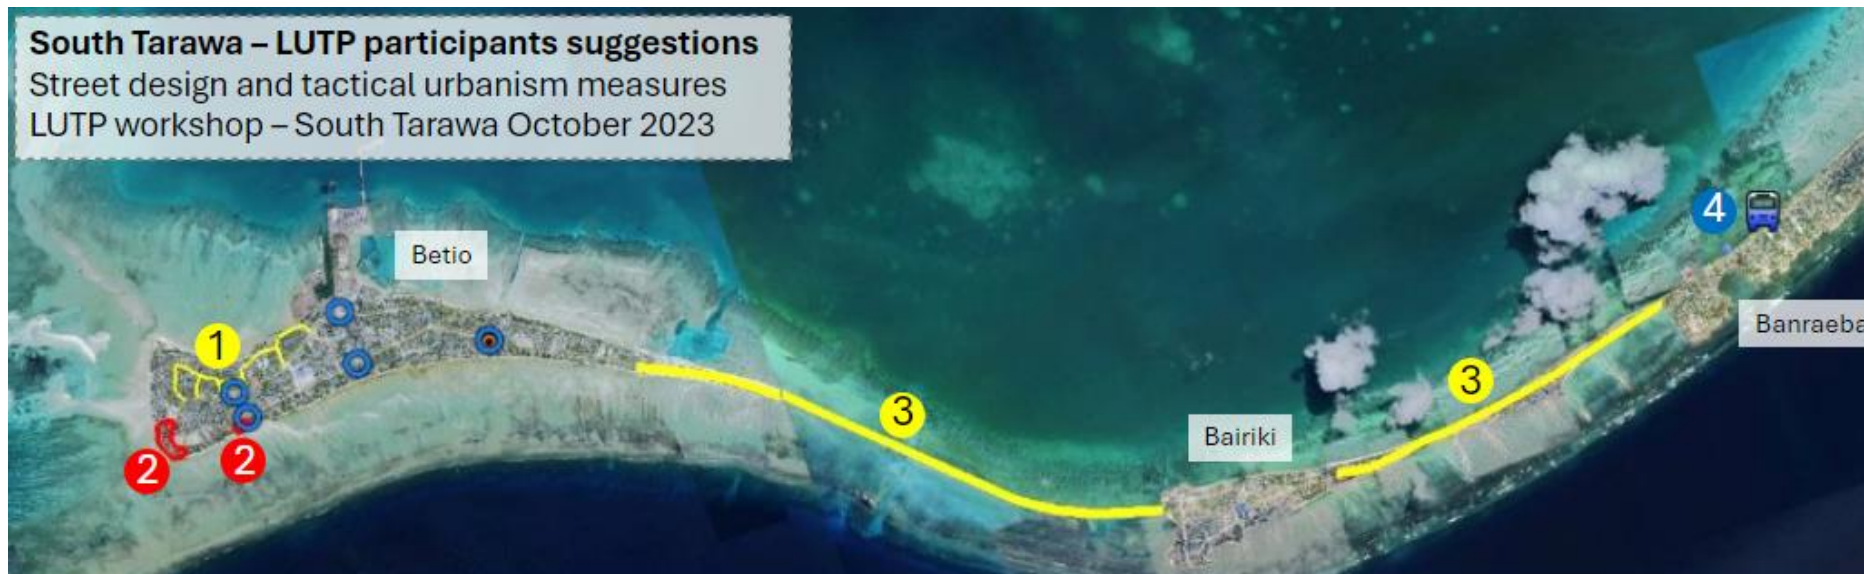 South Tarawa – LUTP participants suggestions
Street design and tactical urbanism measures
LUTP workshop – South Tarawa October 2023
4
Betio
Banraeba
1
3
3
Bairiki
2
2